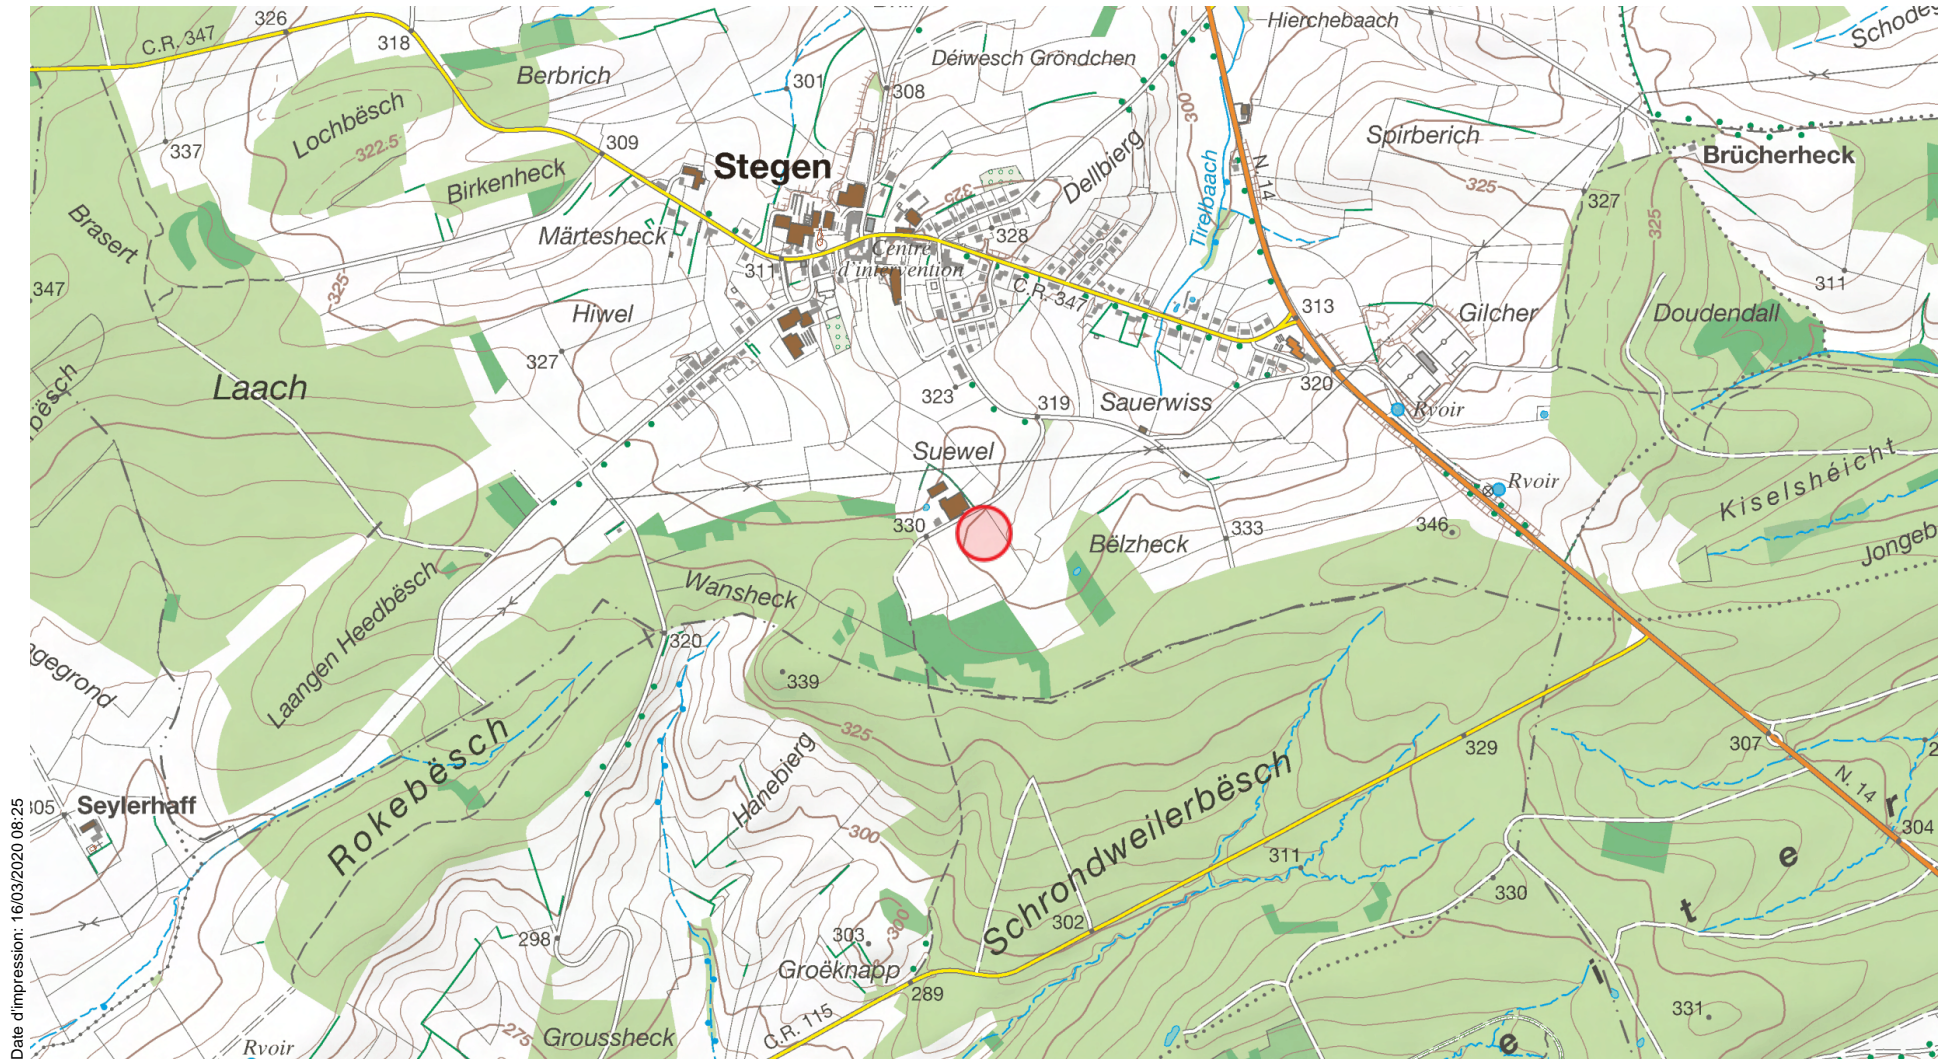 326
C.R. 347
318
Berbrich
301
308
Déiwesch Gröndchen
Hierchebaach
300
Lochbësch
322.5
337
309
Birkenheck
Stegen
325
Dellbierg
N. 14
Spirberich
325
Brücherheck
327
325
Brasert
Märtesheck
328
Tirelbaach
311
Centre
d'intervention
347
325
Hiwel
C.R. 347
313
Gilcher
311
Doudendall
327
Laach
323
319
Sauerwiss
320
Rvoir
Suewel
Rvoir
Kiselshéicht
330
333
346
Bëlzheck
Laangen Heedbësch
Wansheck
320
339
325
Rokebësch
Hanebierg
Schrondweilerbësch
329
307
N. 14
305
Seylerhaff
300
311
304
r
e
t
i
e
330
302
298
303
300
Groëknapp
289
331
C.R. 115
275
Groussheck
Rvoir
Date d'impression: 16/03/2020 08:25